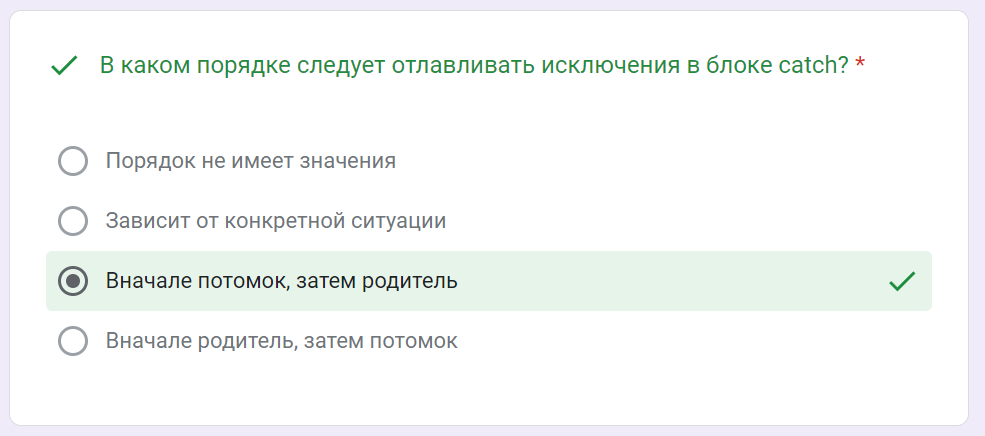 В каком порядке следует отлавливать исключения в блоке catch? *
Порядок не имеет значения
Зависит от конкретной ситуации
Вначале потомок, затем родитель
Вначале родитель, затем потомок